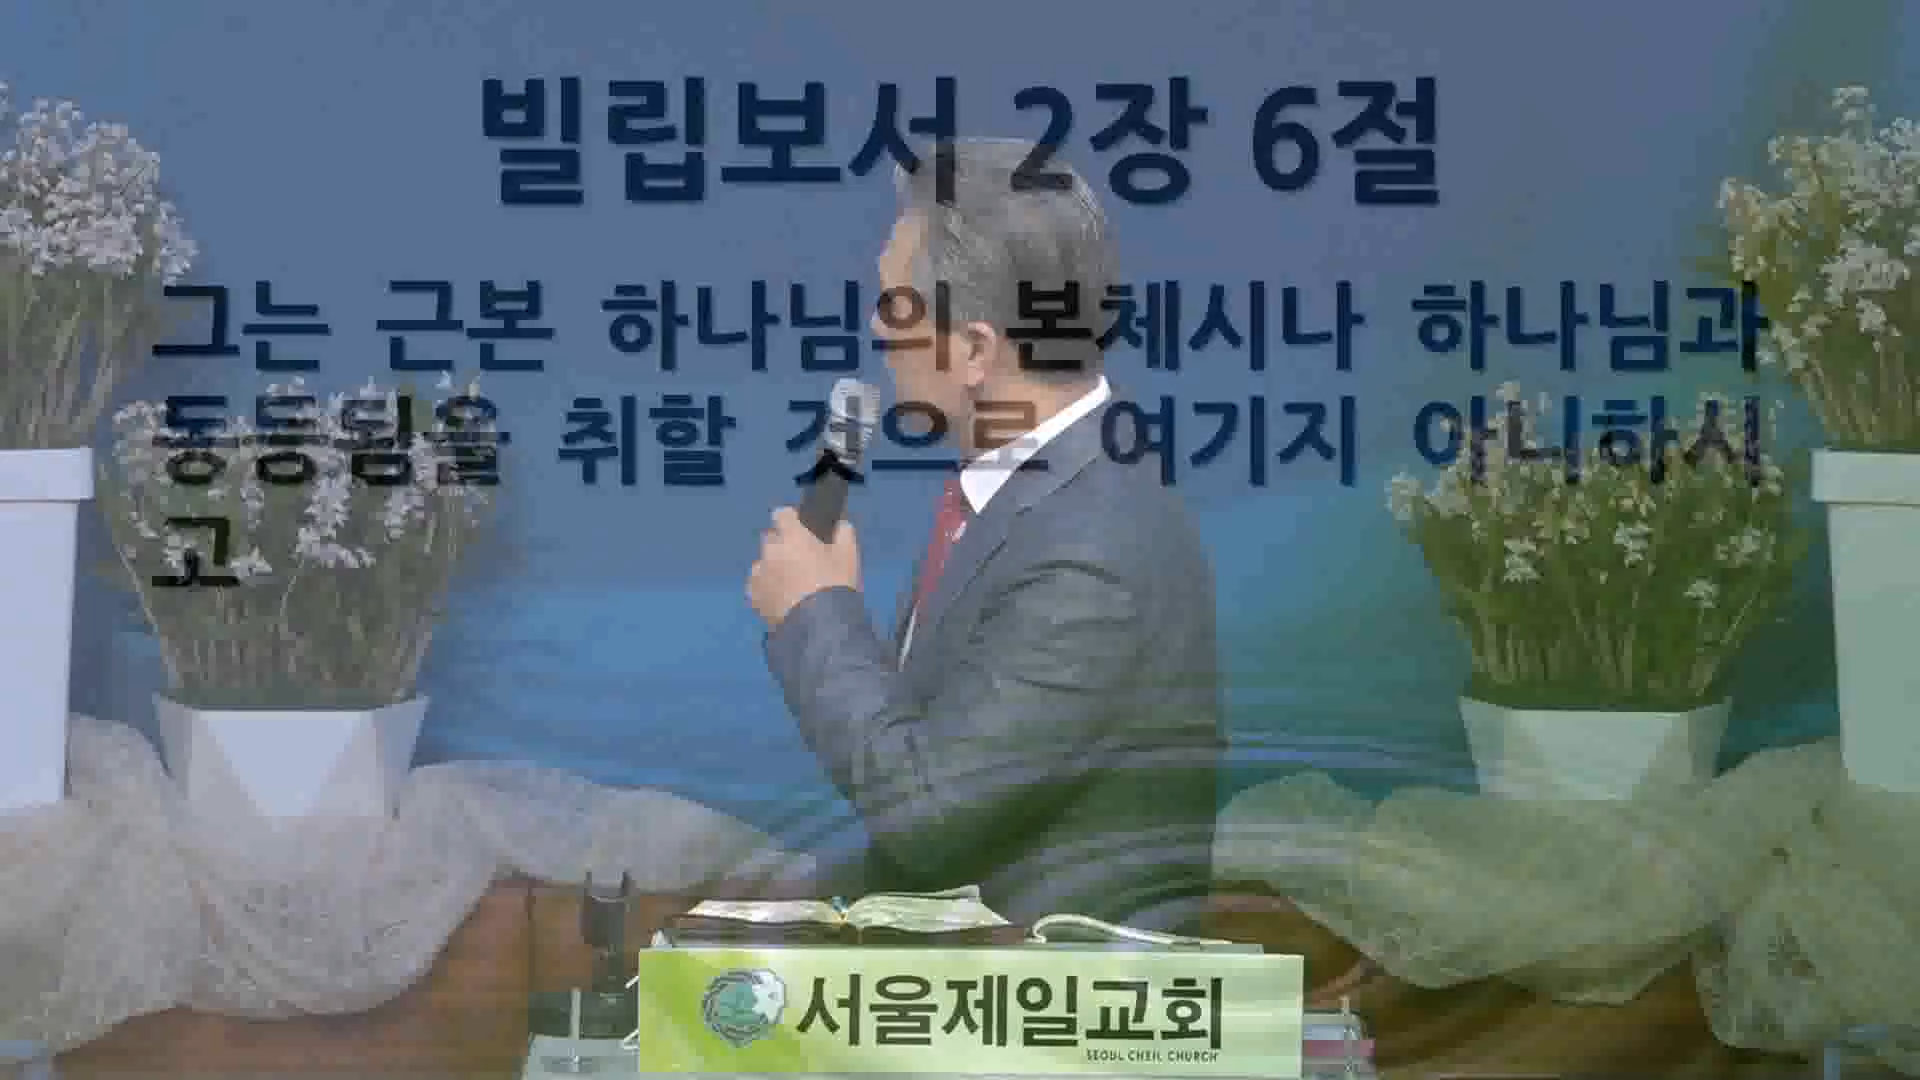 빌립보서 2장 6절
그는 근본 하나님의 본체시나 하나님과
동등됨을 취할 것으로 여기지 아니하시
고
서울제일교회
SEOUL CHEIL CHURCH